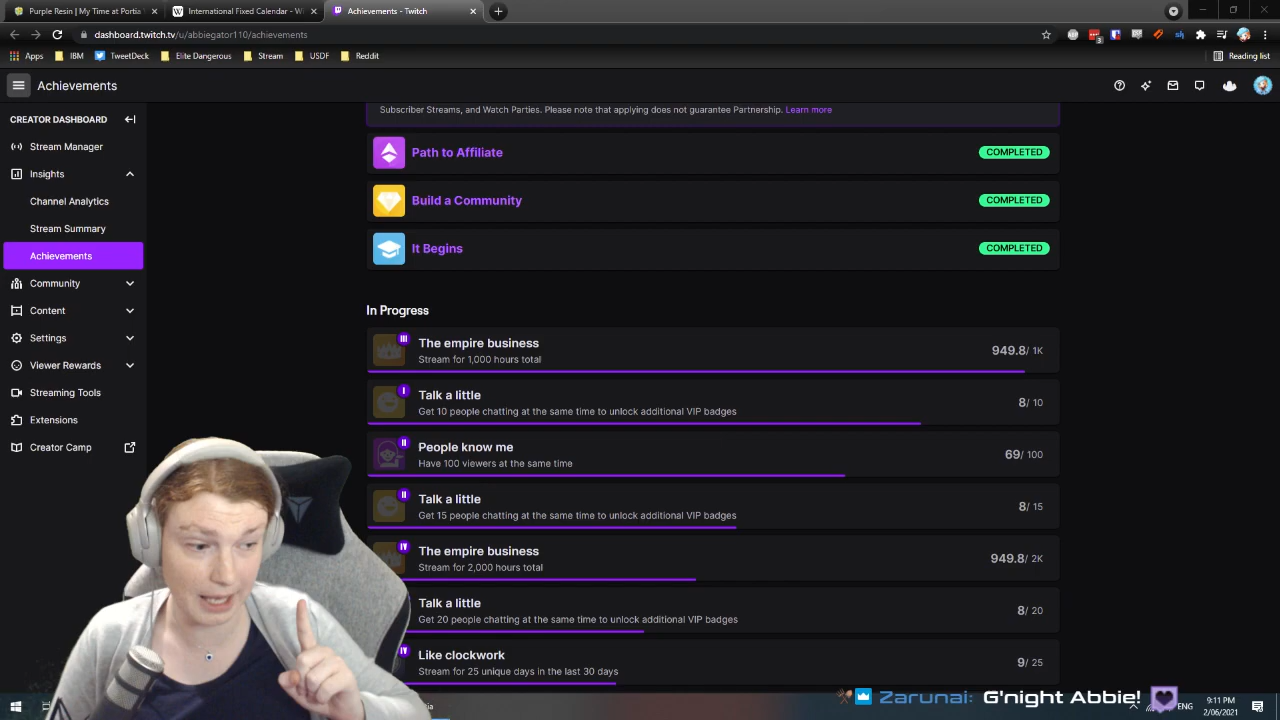 Purple Resin | My Time at Portia
International Fixed Calendar - Wi
Achievements - Twitch
dashboard.twitch.tv/u/abbiegator110/achievements
Apps
IBM
TweetDeck
Elite Dangerous
Stream
USDF
Reddit
Reading list
Achievements
CREATOR DASHBOARD
Stream Manager
Insights
Channel Analytics
Stream Summary
Achievements
Community
Content
Settings
Viewer Rewards
Streaming Tools
Extensions
Creator Camp
Subscriber Streams, and Watch Parties. Please note that applying does not guarantee Partnership. Learn more
Path to Affiliate
COMPLETED
Build a Community
COMPLETED
It Begins
COMPLETED
In Progress
III
The empire business
Stream for 1,000 hours total
949.8/ 1K
I
Talk a little
Get 10 people chatting at the same time to unlock additional VIP badges
8/ 10
II
People know me
Have 100 viewers at the same time
69/ 100
II
Talk a little
Get 15 people chatting at the same time to unlock additional VIP badges
8/ 15
IV
The empire business
Stream for 2,000 hours total
949.8/ 2K
Talk a little
Get 20 people chatting at the same time to unlock additional VIP badges
8/ 20
IV
Like clockwork
Stream for 25 unique days in the last 30 days
9/ 25
Zarunai: G'night Abbie!
ENG
9:11 PM
2/06/2021